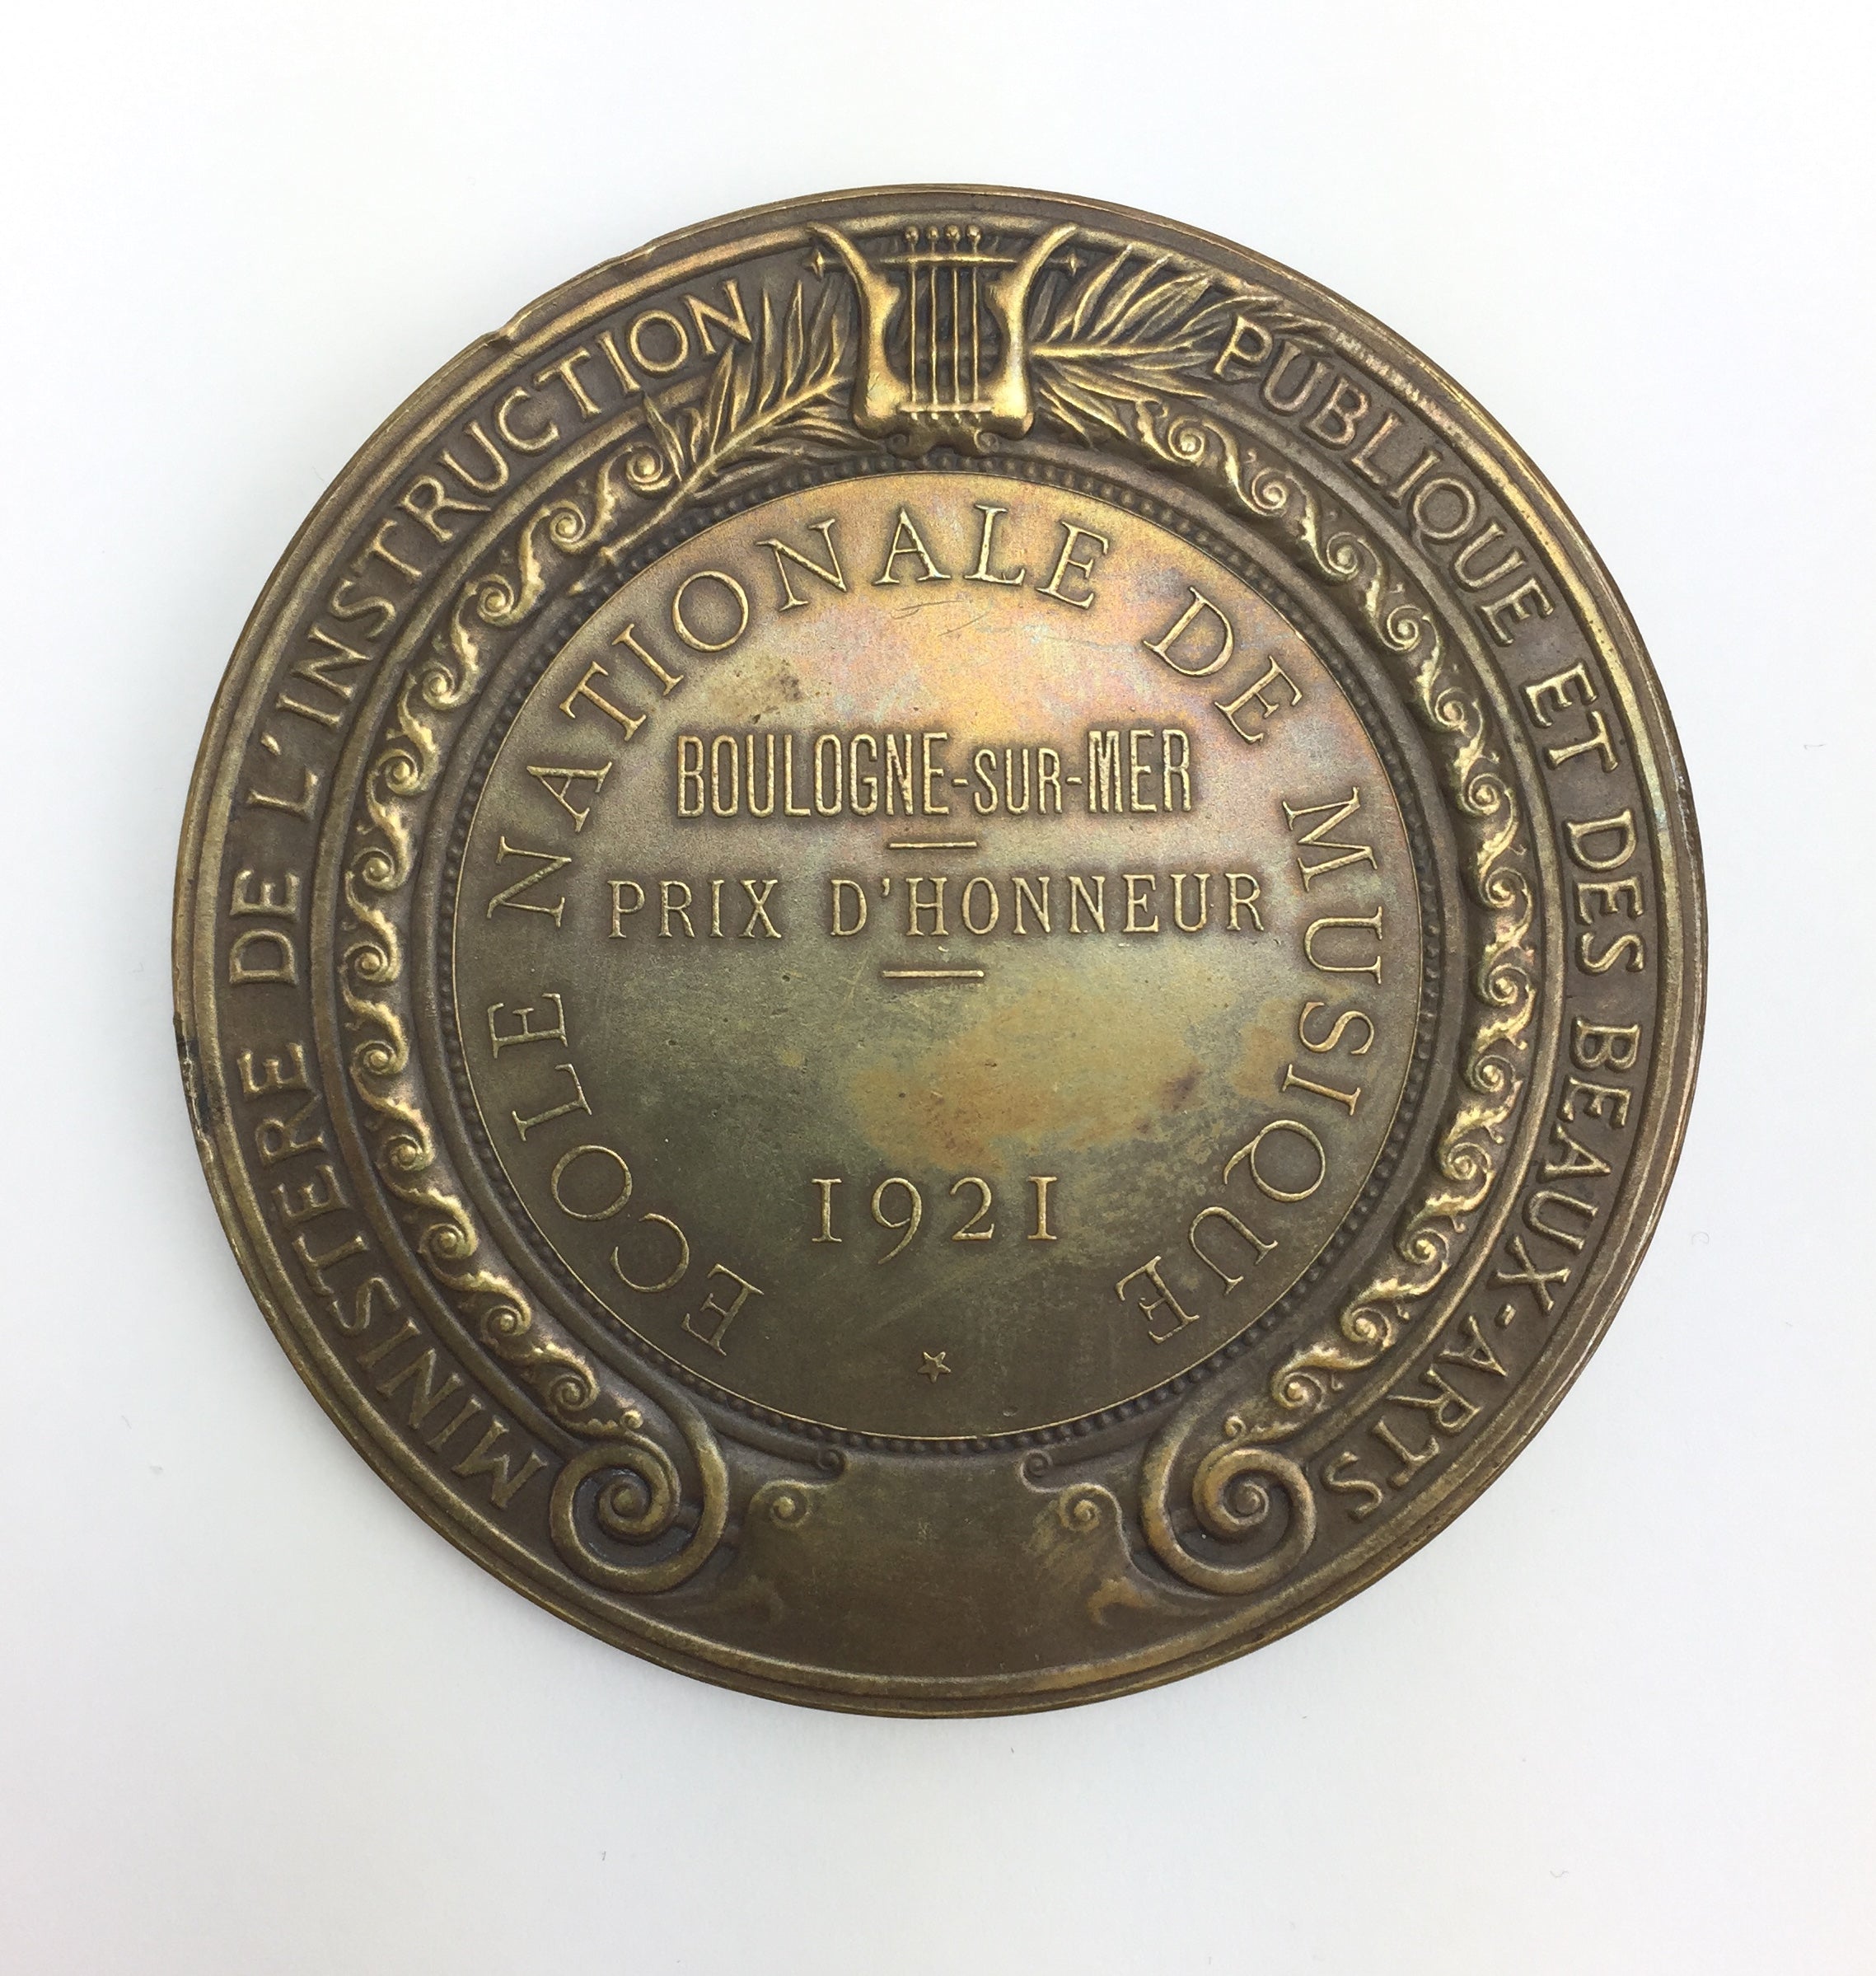 MINISTERE DE L'INSTRUCTION PUBLIQUE ET DES BEAUX-ARTS
ECOLE NATIONALE DE MUSIQUE
BOULOGNE-SUR-MER
PRIX D'HONNEUR
1921